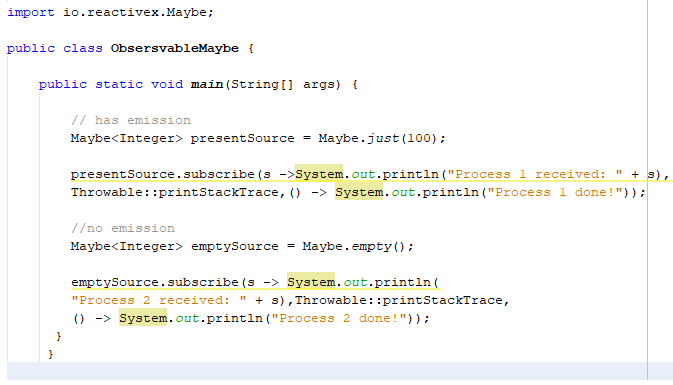 import io.reactivex.Maybe;
public class ObsersvableMaybe {
public static void main(String[] args) {
// has emission
Maybe<Integer> presentSource = Maybe.just(100);
presentSource.subscribe(s ->System.out.println("Process 1 received: " + s),
Throwable::printStackTrace,() -> System.out.println("Process 1 done!"));
//no emission
Maybe<Integer> emptySource = Maybe.empty();
emptySource.subscribe(s -> System.out.println(
"Process 2 received: " + s),Throwable::printStackTrace,
() -> System.out.println("Process 2 done!"));
}
}